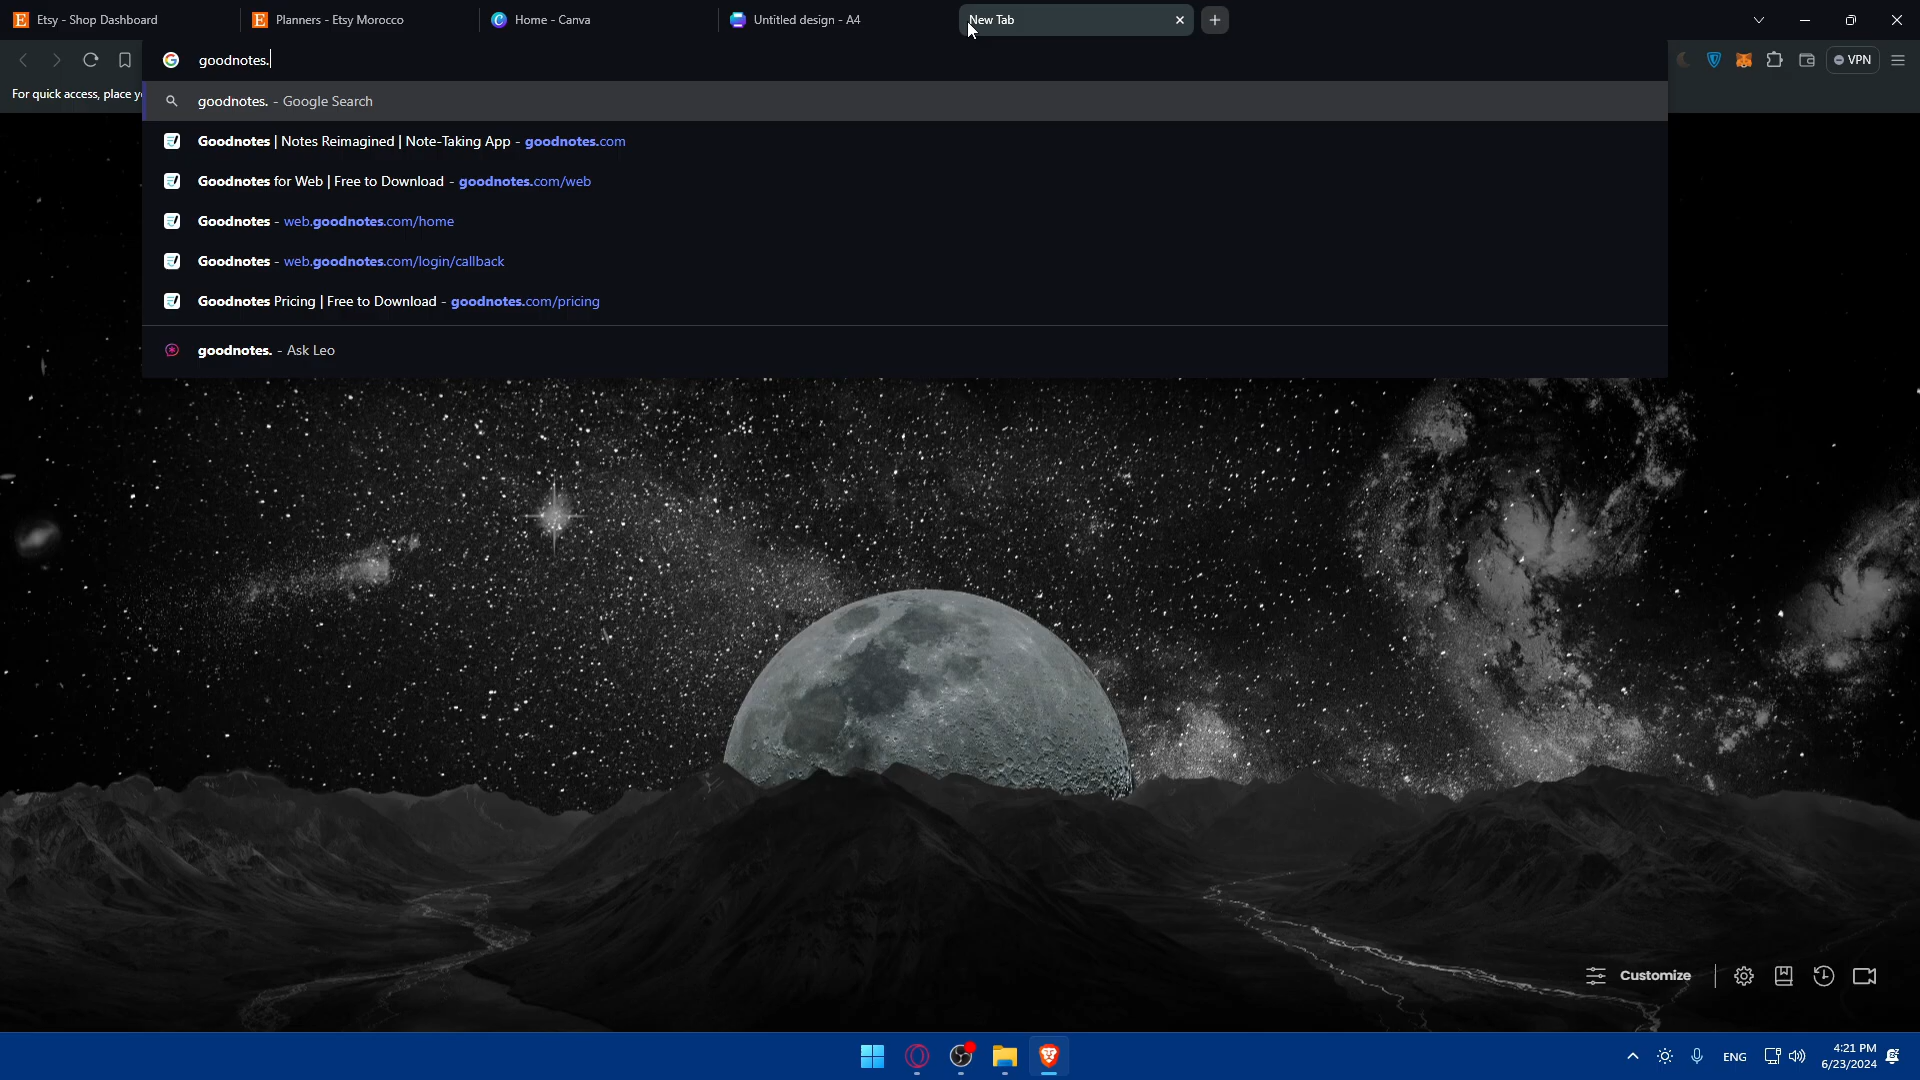 Etsy - Shop Dashboard
Planners - Etsy Morocco
Home - Canva
Untitled design - A4
New Tab
goodnotes.
VPN
For quick access, place y
goodnotes. - Google Search
Goodnotes | Notes Reimagined | Note-Taking App - goodnotes.com
Goodnotes for Web | Free to Download - goodnotes.com/web
Goodnotes - web.goodnotes.com/home
Goodnotes - web.goodnotes.com/login/callback
Goodnotes Pricing | Free to Download - goodnotes.com/pricing
goodnotes. - Ask Leo
Customize
ENG
4:21 PM
6/23/2024